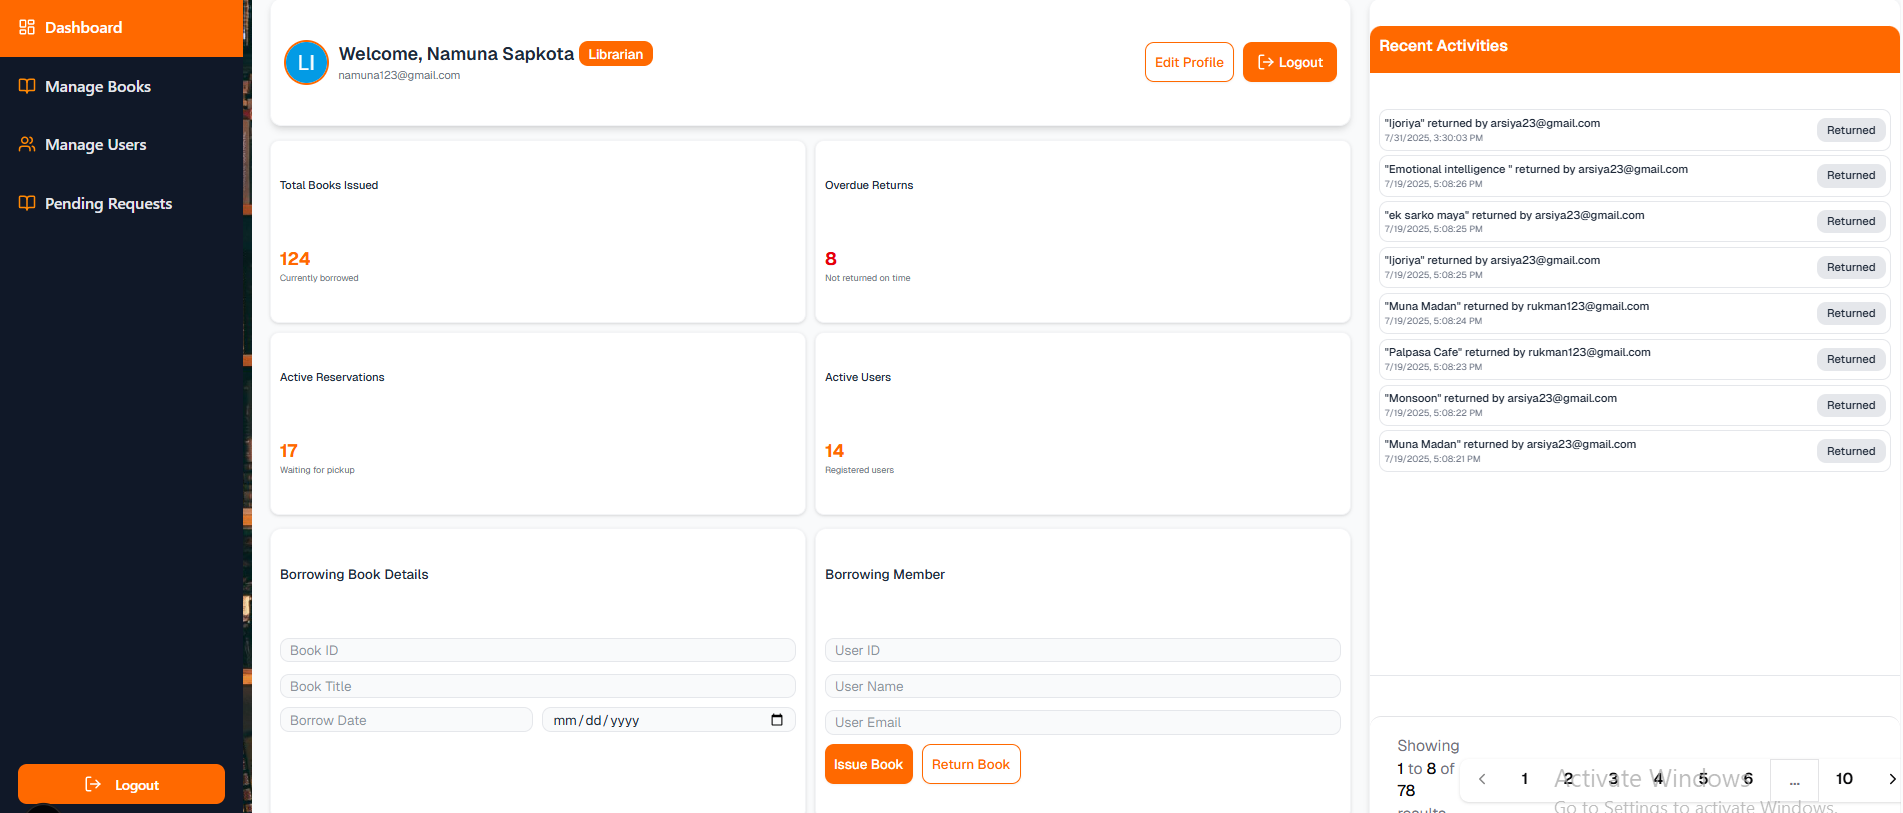 Dashboard
Manage Books
Manage Users
Pending Requests
Logout
LI
Welcome, Namuna Sapkota
Librarian
namuna123@gmail.com
Edit Profile
Logout
Total Books Issued
124
Currently borrowed
Overdue Returns
8
Not returned on time
Active Reservations
17
Waiting for pickup
Active Users
14
Registered users
Borrowing Book Details
Book ID
Book Title
Borrow Date
mm/dd/yyyy
Borrowing Member
User ID
User Name
User Email
Issue Book
Return Book
Recent Activities
"Ijoriya" returned by arsiya23@gmail.com
7/31/2025, 3:30:03 PM
Returned
"Emotional intelligence " returned by arsiya23@gmail.com
7/19/2025, 5:08:26 PM
Returned
"ek sarko maya" returned by arsiya23@gmail.com
7/19/2025, 5:08:25 PM
Returned
"Ijoriya" returned by arsiya23@gmail.com
7/19/2025, 5:08:25 PM
Returned
"Muna Madan" returned by rukman123@gmail.com
7/19/2025, 5:08:24 PM
Returned
"Palpasa Cafe" returned by rukman123@gmail.com
7/19/2025, 5:08:23 PM
Returned
"Monsoon" returned by arsiya23@gmail.com
7/19/2025, 5:08:22 PM
Returned
"Muna Madan" returned by arsiya23@gmail.com
7/19/2025, 5:08:21 PM
Returned
Showing
1 to 8 of
78
results
1 2 3 4 5 6 ... 10
Activate Windows
Go to Settings to activate Windows.